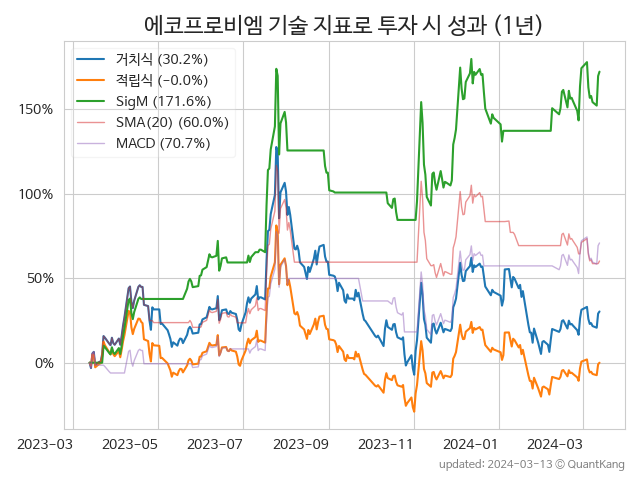 에코프로비엠 기술 지표로 투자 시 성과 (1년)
거치식 (30.2%)
적립식 (−0.0%)
SigM (171.6%)
SMA(20) (60.0%)
MACD (70.7%)
150%
100%
50%
0%
2023-03 2023-05 2023-07 2023-09 2023-11 2024-01 2024-03
updated: 2024-03-13 ⓒ QuantKang